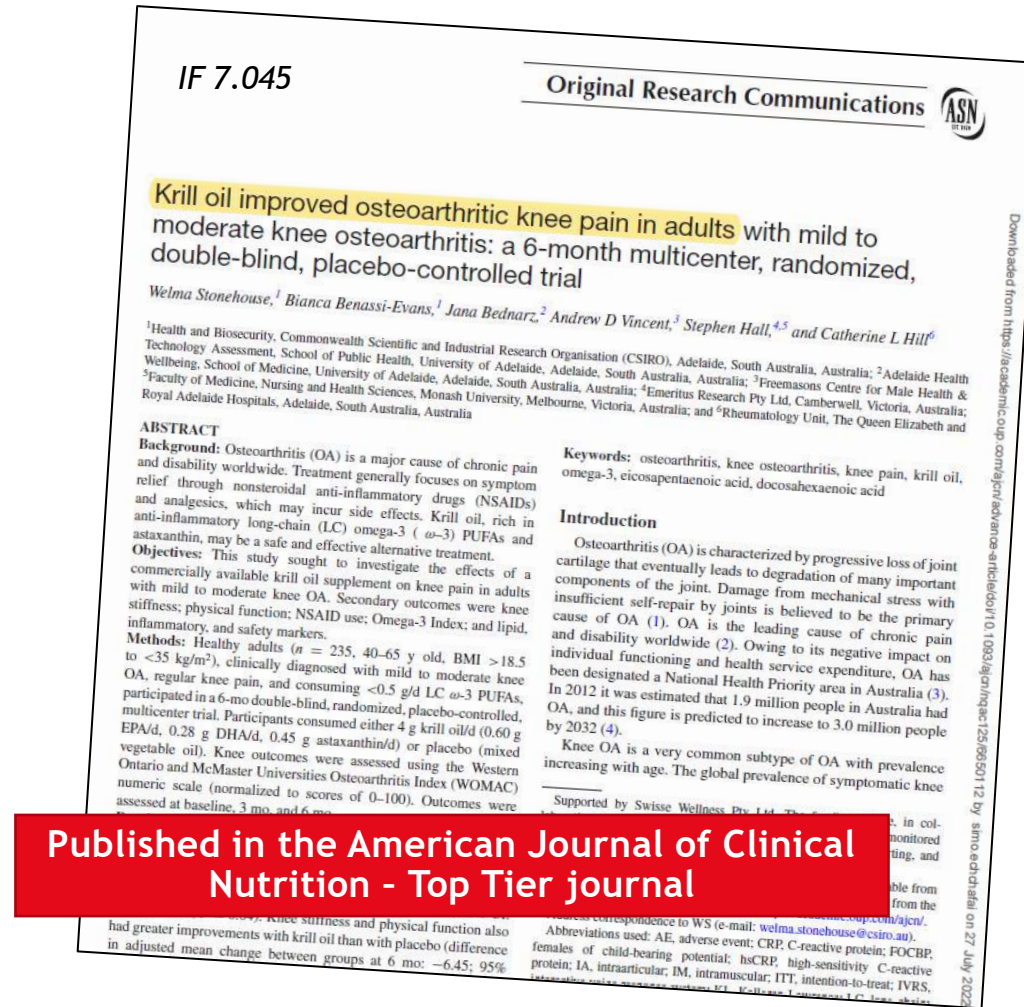 IF 7.045
Original Research Communications
ASN
Krill oil improved osteoarthritic knee pain in adults with mild to
moderate knee osteoarthritis: a 6-month multicenter, randomized,
double-blind, placebo-controlled trial
Welma Stonehouse,1 Bianca Benassi-Evans,1 Jana Bednarz,2 Andrew D Vincent,3 Stephen Hall,4,5 and Catherine L Hill6
1Health and Biosecurity, Commonwealth Scientific and Industrial Research Organisation (CSIRO), Adelaide, South Australia, Australia; 2Adelaide Health
Technology Assessment, School of Public Health, University of Adelaide, Adelaide, South Australia, Australia; 3Freemasons Centre for Male Health &
Wellbeing, School of Medicine, University of Adelaide, Adelaide, South Australia, Australia; 4Emeritus Research Pty Ltd, Camberwell, Victoria, Australia;
5Faculty of Medicine, Nursing and Health Sciences, Monash University, Melbourne, Victoria, Australia; and 6Rheumatology Unit, The Queen Elizabeth and
Royal Adelaide Hospitals, Adelaide, South Australia, Australia
ABSTRACT
Background: Osteoarthritis (OA) is a major cause of chronic pain
and disability worldwide. Treatment generally focuses on symptom
relief through nonsteroidal anti-inflammatory drugs (NSAIDs)
and analgesics, which may incur side effects. Krill oil, rich in
anti-inflammatory long-chain (LC) omega-3 ( ω–3) PUFAs and
astaxanthin, may be a safe and effective alternative treatment.
Objectives: This study sought to investigate the effects of a
commercially available krill oil supplement on knee pain in adults
with mild to moderate knee OA. Secondary outcomes were knee
stiffness; physical function; NSAID use; Omega-3 Index; and lipid,
inflammatory, and safety markers.
Methods: Healthy adults (n = 235, 40–65 y old, BMI >18.5
to <35 kg/m2), clinically diagnosed with mild to moderate knee
OA, regular knee pain, and consuming <0.5 g/d LC ω-3 PUFAs,
participated in a 6-mo double-blind, randomized, placebo-controlled,
multicenter trial. Participants consumed either 4 g krill oil/d (0.60 g
EPA/d, 0.28 g DHA/d, 0.45 g astaxanthin/d) or placebo (mixed
vegetable oil). Knee outcomes were assessed using the Western
Ontario and McMaster Universities Osteoarthritis Index (WOMAC)
numeric scale (normalized to scores of 0–100). Outcomes were
assessed at baseline, 3 mo, and 6 mo
Knee stiffness and physical function also
had greater improvements with krill oil than with placebo (difference
in adjusted mean change between groups at 6 mo: −6.45; 95%
Keywords: osteoarthritis, knee osteoarthritis, knee pain, krill oil,
omega-3, eicosapentaenoic acid, docosahexaenoic acid
Introduction
Osteoarthritis (OA) is characterized by progressive loss of joint
cartilage that eventually leads to degradation of many important
components of the joint. Damage from mechanical stress with
insufficient self-repair by joints is believed to be the primary
cause of OA (1). OA is the leading cause of chronic pain
and disability worldwide (2). Owing to its negative impact on
individual functioning and health service expenditure, OA has
been designated a National Health Priority area in Australia (3).
In 2012 it was estimated that 1.9 million people in Australia had
OA, and this figure is predicted to increase to 3.0 million people
by 2032 (4).
Knee OA is a very common subtype of OA with prevalence
increasing with age. The global prevalence of symptomatic knee
Supported by Swisse Wellness Pty Ltd.
in col-
monitored
and
from
from the
Address correspondence to WS (e-mail: welma.stonehouse@csiro.au).
Abbreviations used: AE, adverse event; CRP, C-reactive protein; FOCBP,
females of child-bearing potential; hsCRP, high-sensitivity C-reactive
protein; IA, intraarticular; IM, intramuscular; ITT, intention-to-treat; IVRS,
Published in the American Journal of Clinical
Nutrition - Top Tier journal
Downloaded from https://academic.oup.com/ajcn/advance-article/doi/10.1093/ajcn/nqac125/6650112 by simo.echchafai on 27 July 2022